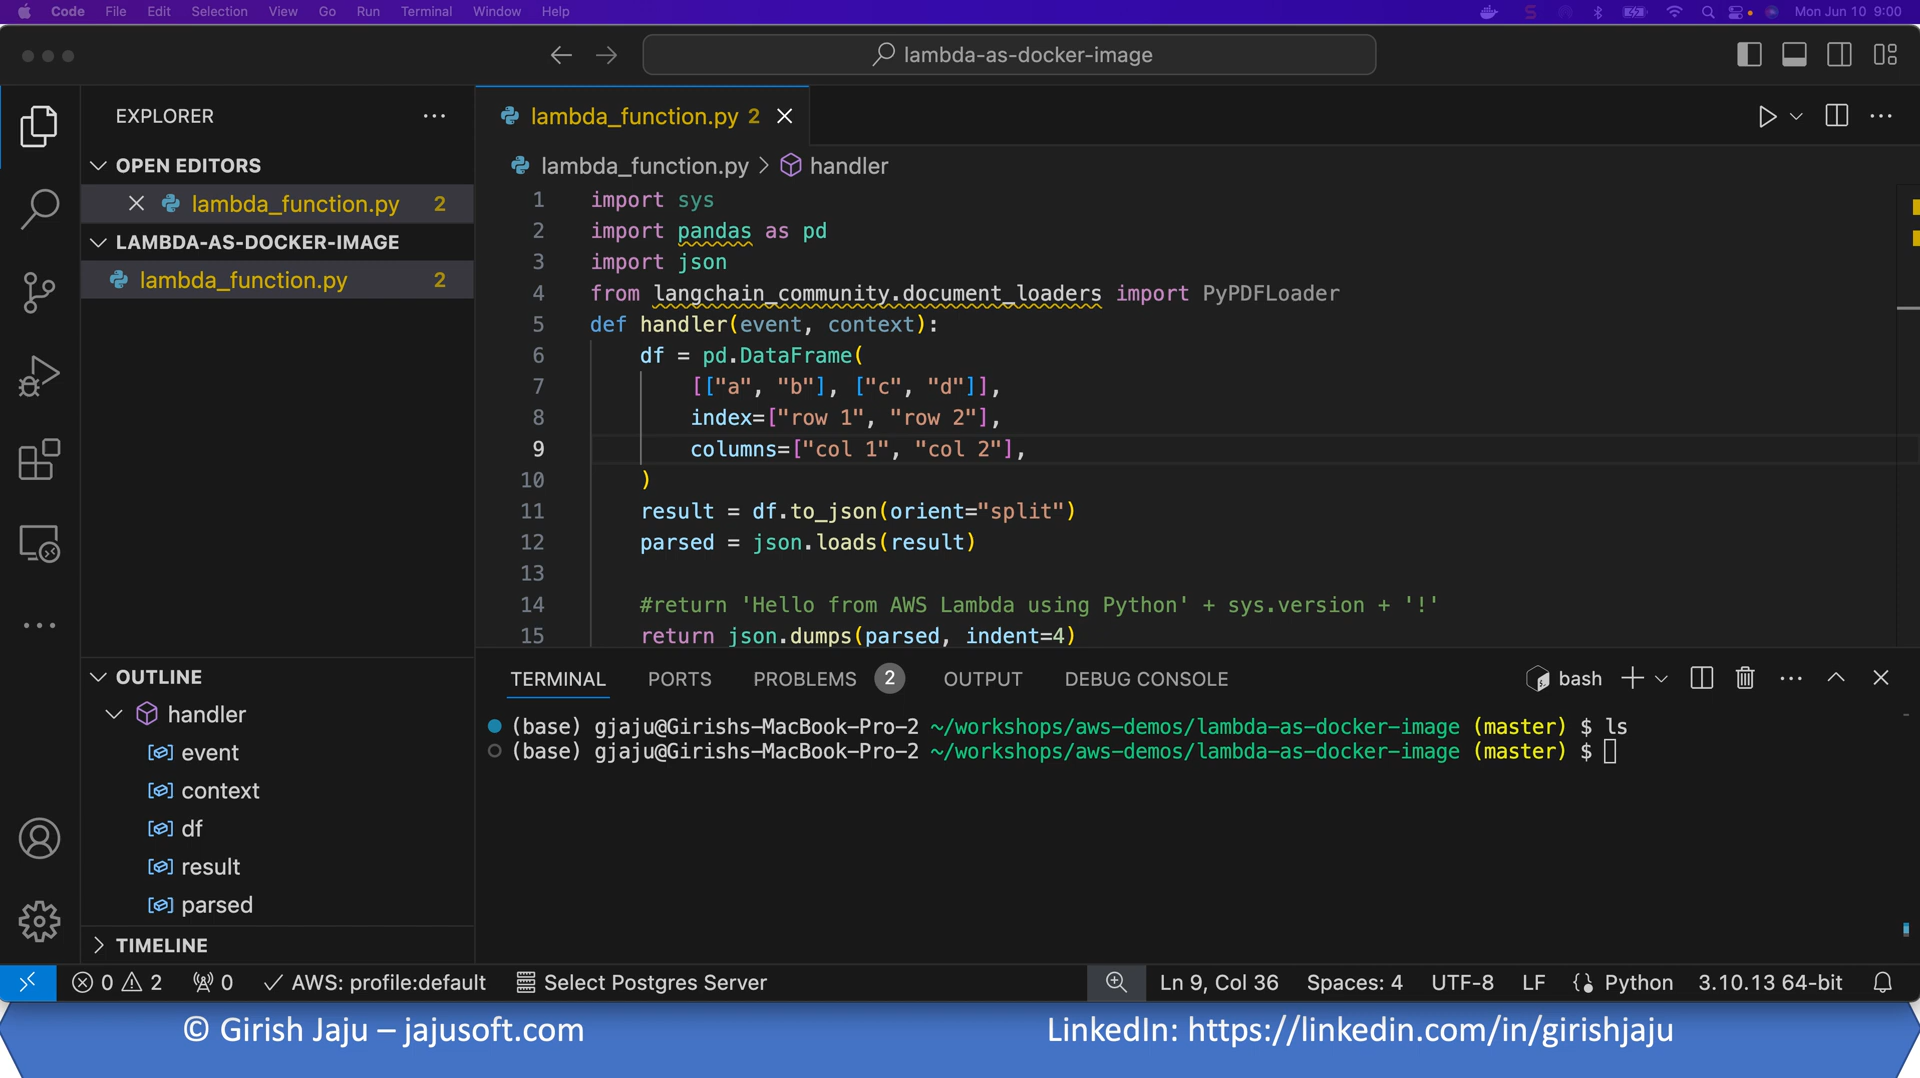 Code File Edit Selection View Go Run Terminal Window Help Mon Jun 10 9:00
lambda-as-docker-image
EXPLORER
OPEN EDITORS
lambda_function.py 2
LAMBDA-AS-DOCKER-IMAGE
lambda_function.py 2
OUTLINE
handler
event
context
df
result
parsed
TIMELINE
lambda_function.py 2
lambda_function.py > handler
1 import sys
2 import pandas as pd
3 import json
4 from langchain_community.document_loaders import PyPDFLoader
5 def handler(event, context):
6 df = pd.DataFrame(
7 [["a", "b"], ["c", "d"]],
8 index=["row 1", "row 2"],
9 columns=["col 1", "col 2"],
10 )
11 result = df.to_json(orient="split")
12 parsed = json.loads(result)
13
14 #return 'Hello from AWS Lambda using Python' + sys.version + '!'
15 return json.dumps(parsed, indent=4)
TERMINAL PORTS PROBLEMS 2 OUTPUT DEBUG CONSOLE bash
(base) gjaju@Girishs-MacBook-Pro-2 ~/workshops/aws-demos/lambda-as-docker-image (master) $ ls
(base) gjaju@Girishs-MacBook-Pro-2 ~/workshops/aws-demos/lambda-as-docker-image (master) $
0 2 0 AWS: profile:default Select Postgres Server Ln 9, Col 36 Spaces: 4 UTF-8 LF Python 3.10.13 64-bit
© Girish Jaju – jajusoft.com LinkedIn: https://linkedin.com/in/girishjaju